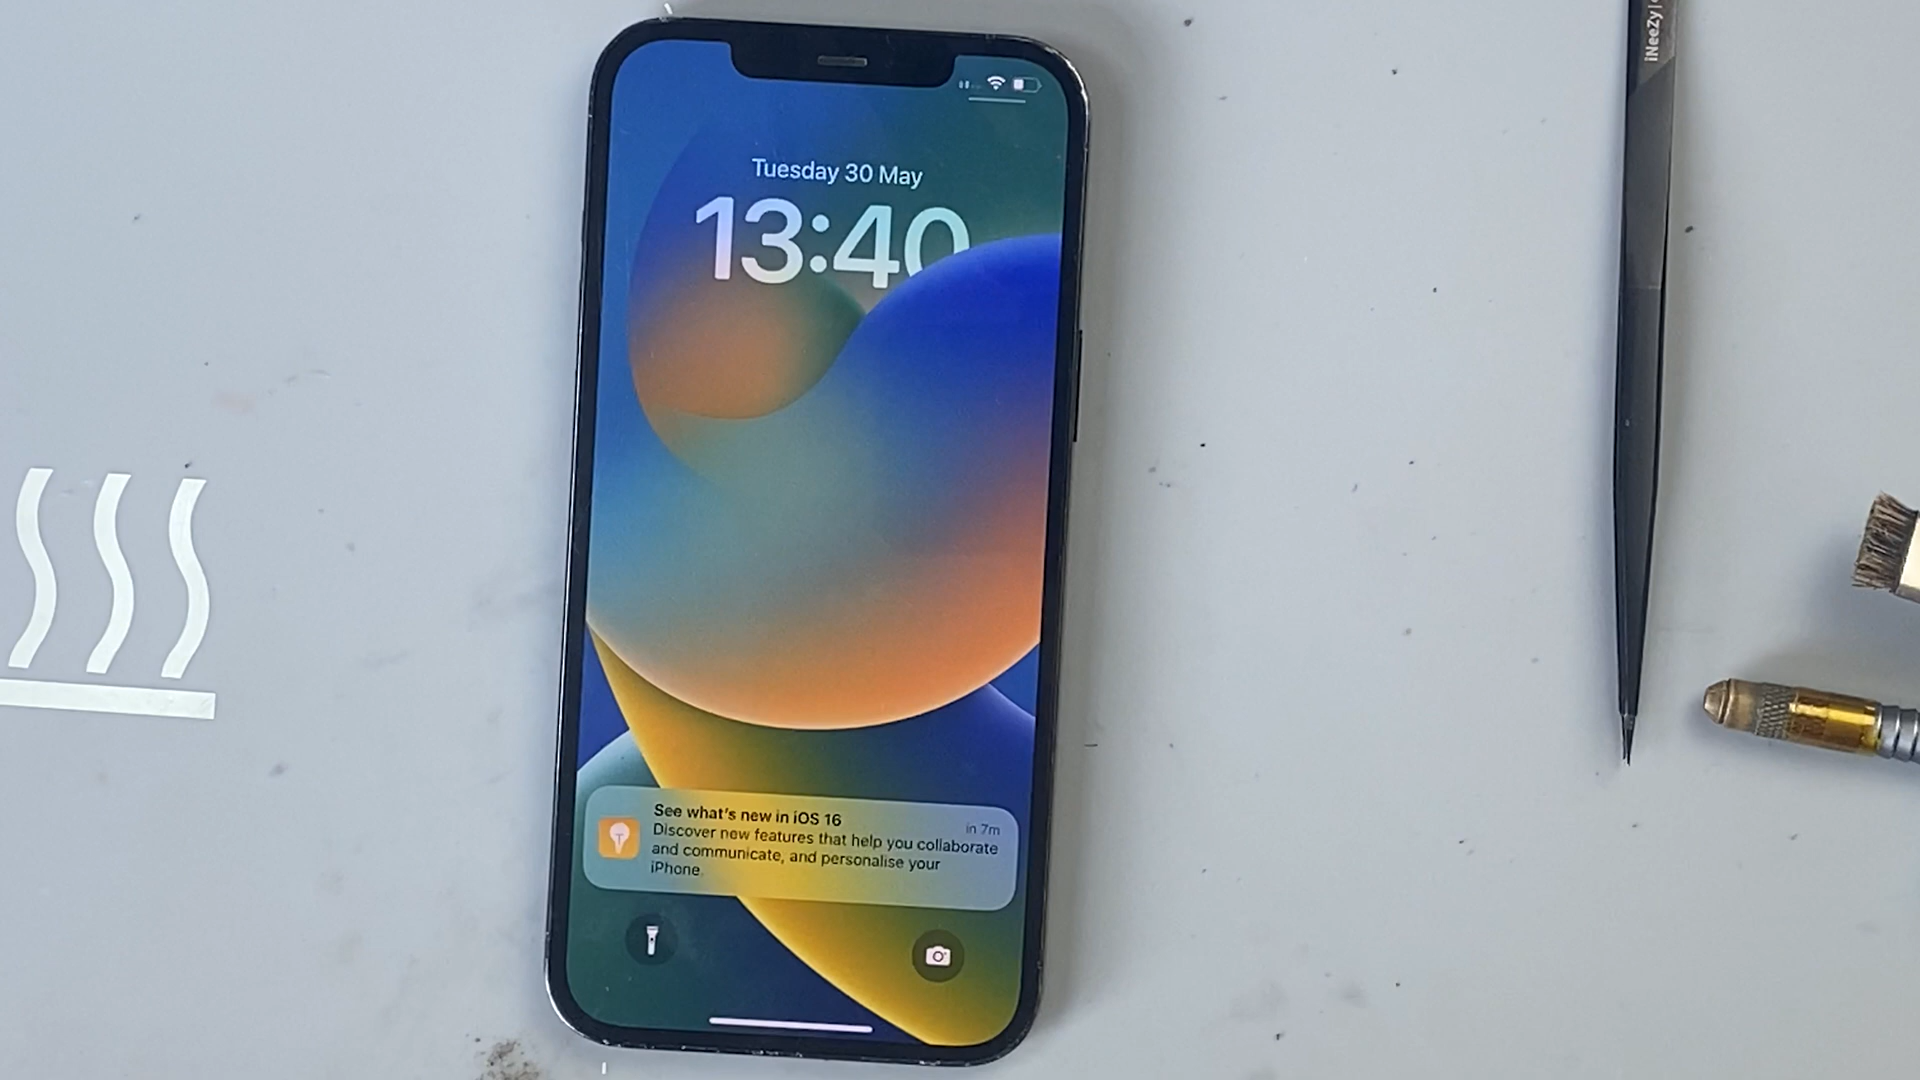 iNeeZy
Tuesday 30 May
13:40
See what's new in iOS 16
in 7m
Discover new features that help you collaborate
and communicate, and personalise your
iPhone.